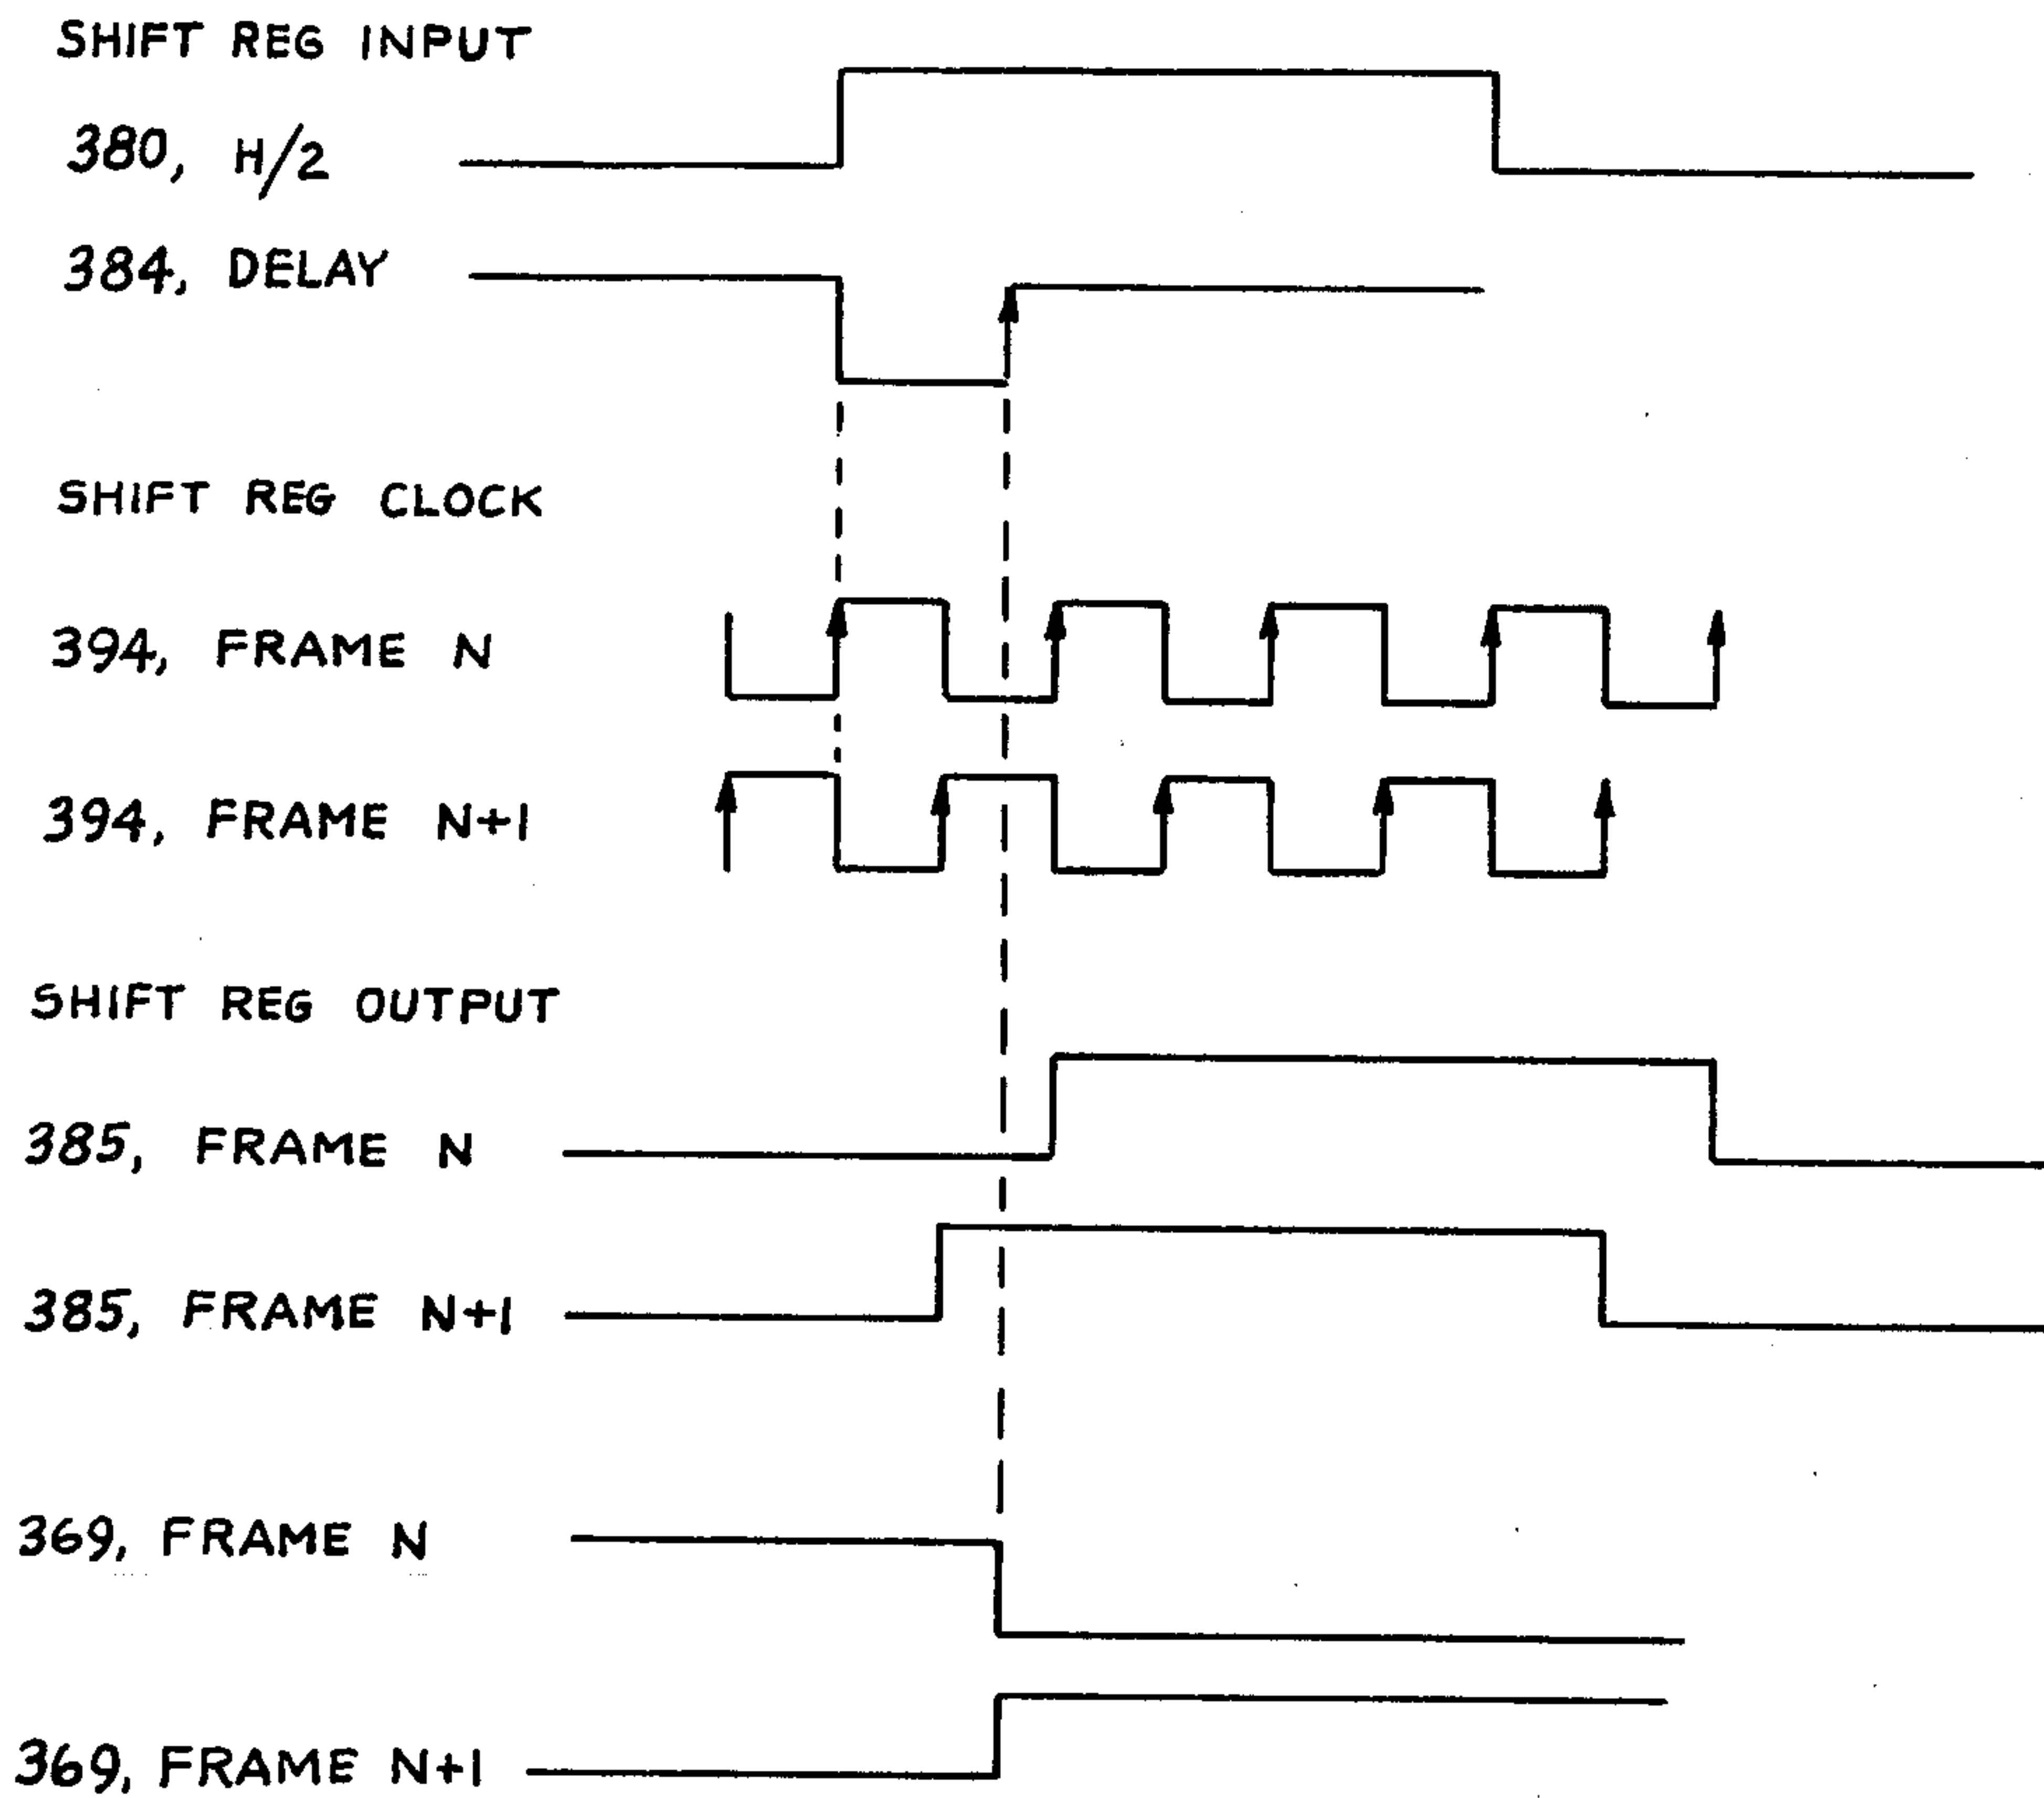 SHIFT REG INPUT
380, H/2
384, DELAY
SHIFT REG CLOCK
394, FRAME N
394, FRAME N+1
SHIFT REG OUTPUT
385, FRAME N
385, FRAME N+1
369, FRAME N
369, FRAME N+1